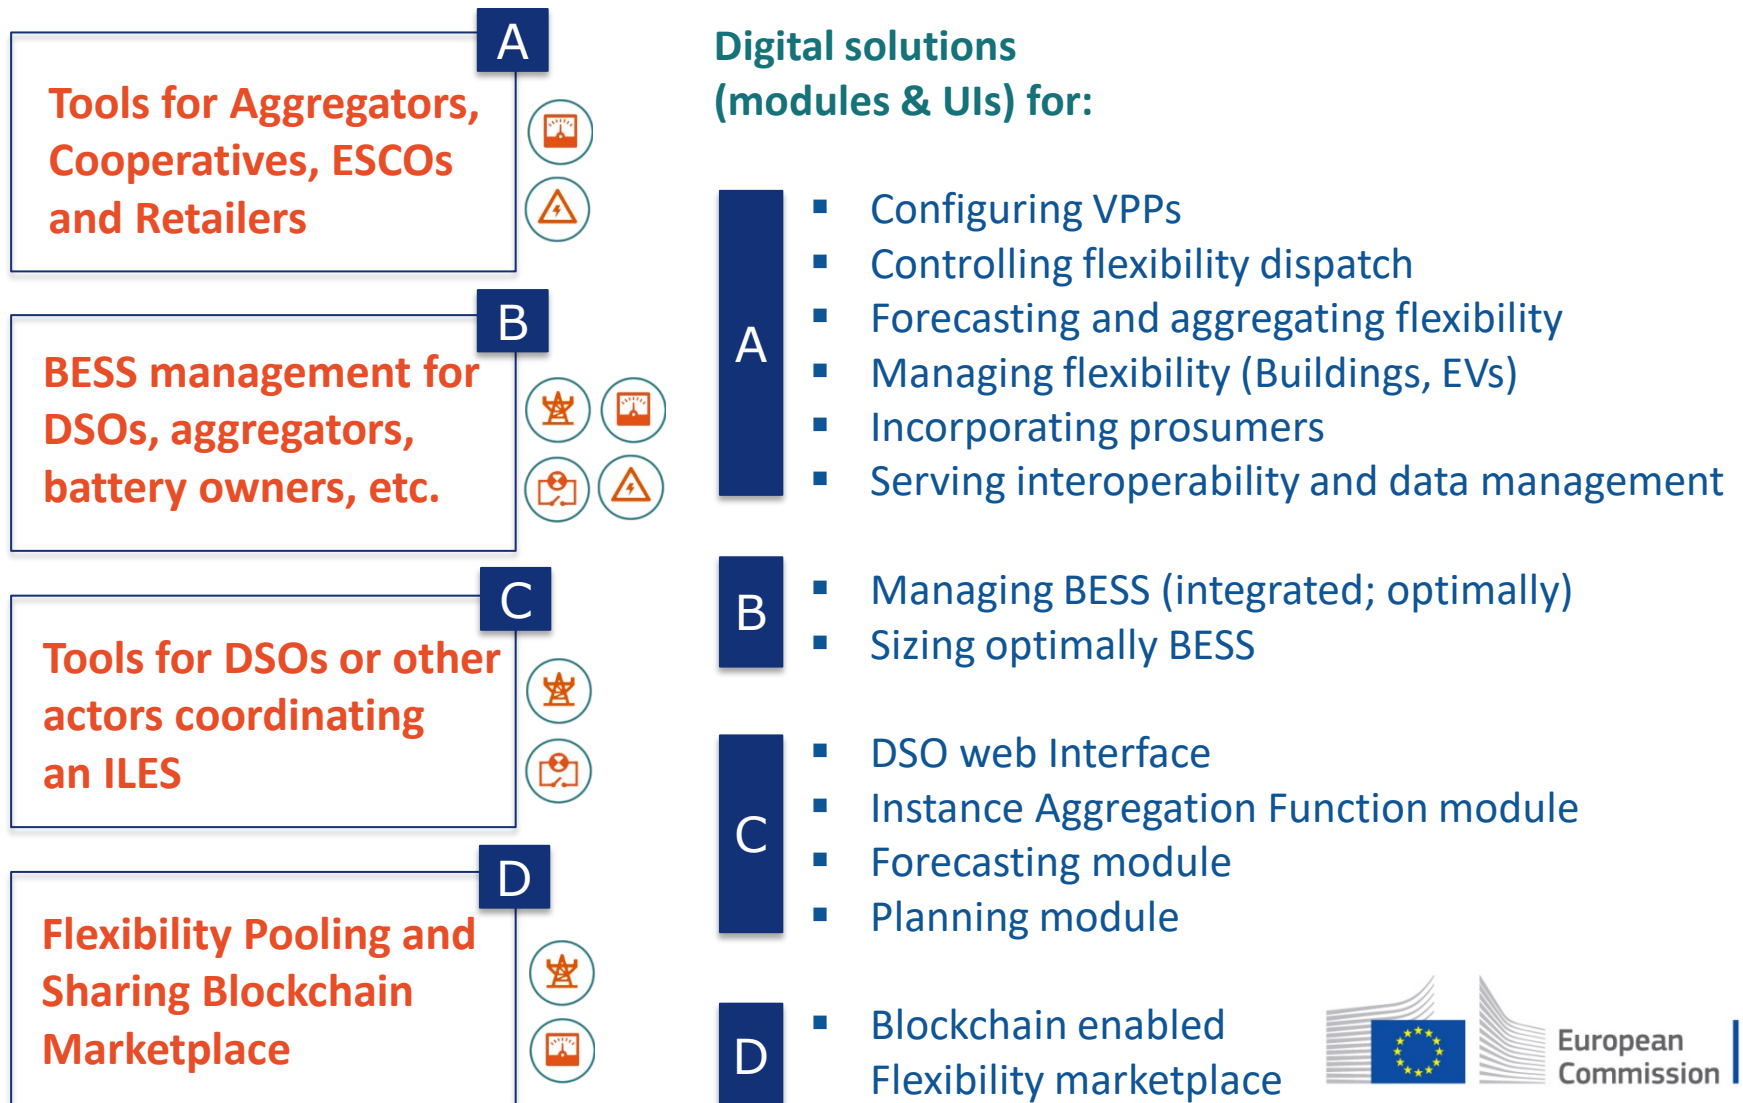 A
Tools for Aggregators,
Cooperatives, ESCOs
and Retailers
B
BESS management for
DSOs, aggregators,
battery owners, etc.
C
Tools for DSOs or other
actors coordinating
an ILES
D
Flexibility Pooling and
Sharing Blockchain
Marketplace
Digital solutions
(modules & UIs) for:
A
▪ Configuring VPPs
▪ Controlling flexibility dispatch
▪ Forecasting and aggregating flexibility
▪ Managing flexibility (Buildings, EVs)
▪ Incorporating prosumers
▪ Serving interoperability and data management
B
▪ Managing BESS (integrated; optimally)
▪ Sizing optimally BESS
C
▪ DSO web Interface
▪ Instance Aggregation Function module
▪ Forecasting module
▪ Planning module
D
▪ Blockchain enabled
Flexibility marketplace
European
Commission